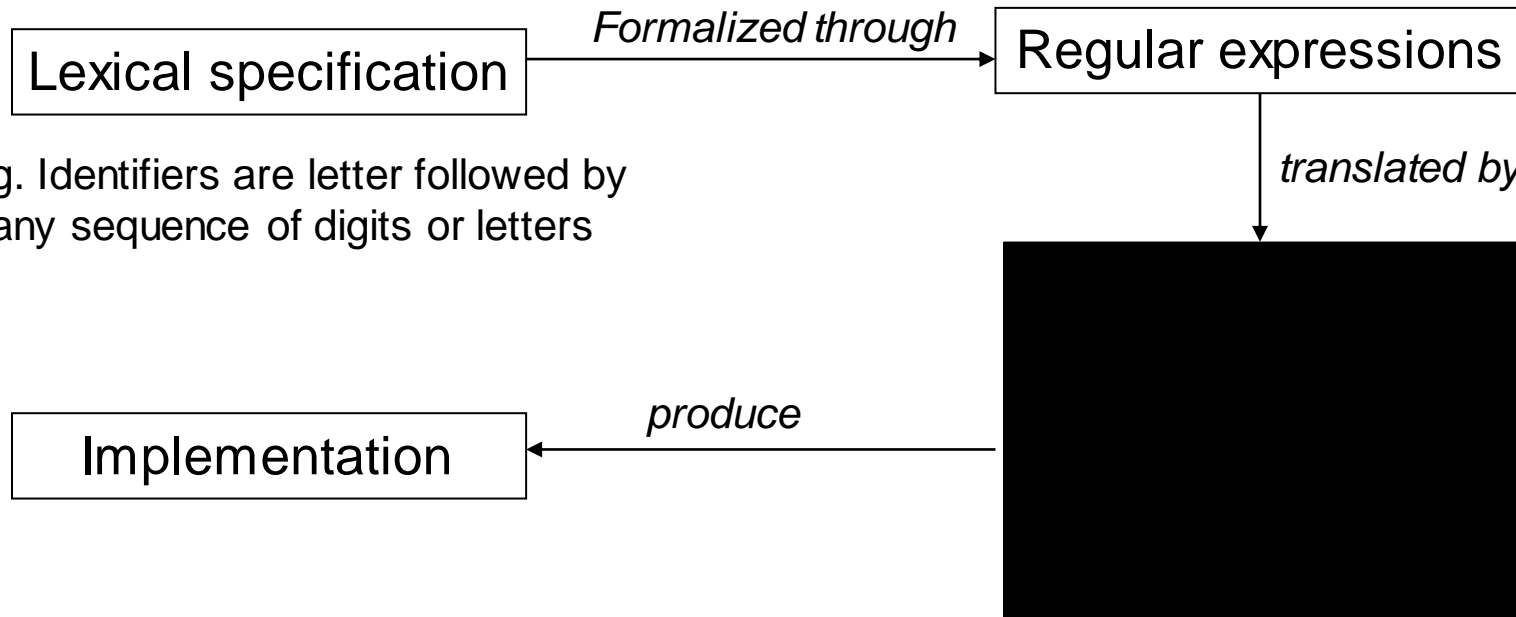 Formalized through
Lexical specification
Regular expressions
g. Identifiers are letter followed by
any sequence of digits or letters
translated by
produce
Implementation